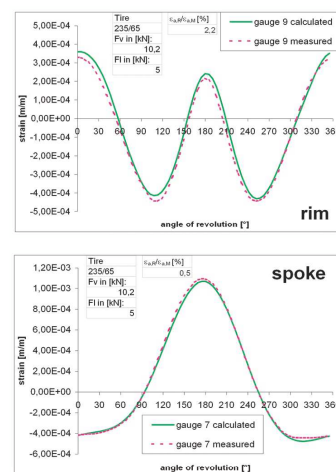 Tire
235/65
Fv in [kN]:
10,2
Fl in [kN]:
5
εa,R/εa,M [%]
2,2
gauge 9 calculated
gauge 9 measured
5,00E-04
4,00E-04
3,00E-04
2,00E-04
1,00E-04
0,00E+00
-1,00E-04
-2,00E-04
-3,00E-04
-4,00E-04
-5,00E-04
strain [m/m]
0 30 60 90 120 150 180 210 240 270 300 330 36
angle of revolution [°]
rim
Tire
235/65
Fv in [kN]:
10,2
Fl in [kN]:
5
εa,R/εa,M [%]
0,5
spoke
1,20E-03
1,00E-03
8,00E-04
6,00E-04
4,00E-04
2,00E-04
0,00E+00
-2,00E-04
-4,00E-04
-6,00E-04
strain [m/m]
0 30 60 90 120 150 180 210 240 270 300 330 36
gauge 7 calculated
gauge 7 measured
angle of revolution [°]